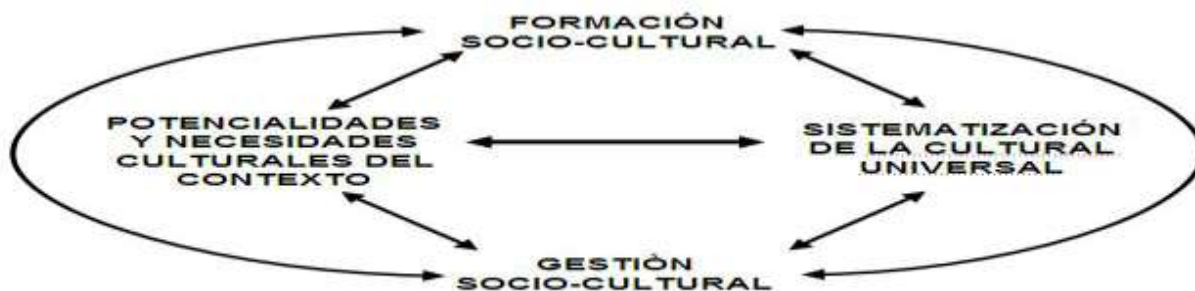 FORMACIÓN
SOCIO-CULTURAL
POTENCIALIDADES
Y NECESIDADES
CULTURALES DEL
CONTEXTO
SISTEMATIZACIÓN
DE LA CULTURAL
UNIVERSAL
GESTIÒN
SOCIO-CULTURAL